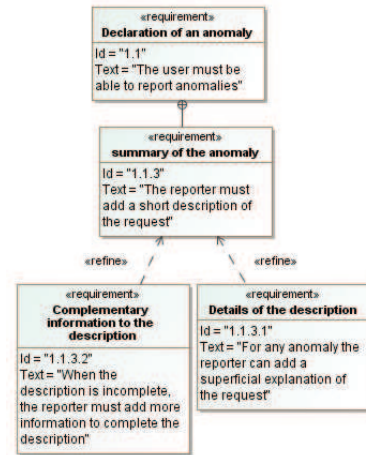 «requirement»
Declaration of an anomaly
Id = "1.1"
Text = "The user must be
able to report anomalies"
«requirement»
summary of the anomaly
Id = "1.1.3"
Text = "The reporter must
add a short description of
the request"
«refine»
«refine»
«requirement»
Complementary
information to the
description
Id = "1.1.3.2"
Text = "When the
description is incomplete,
the reporter must add more
information to complete the
description"
«requirement»
Details of the description
Id = "1.1.3.1"
Text = "For any anomaly the
reporter can add a
superficial explanation of
the request"